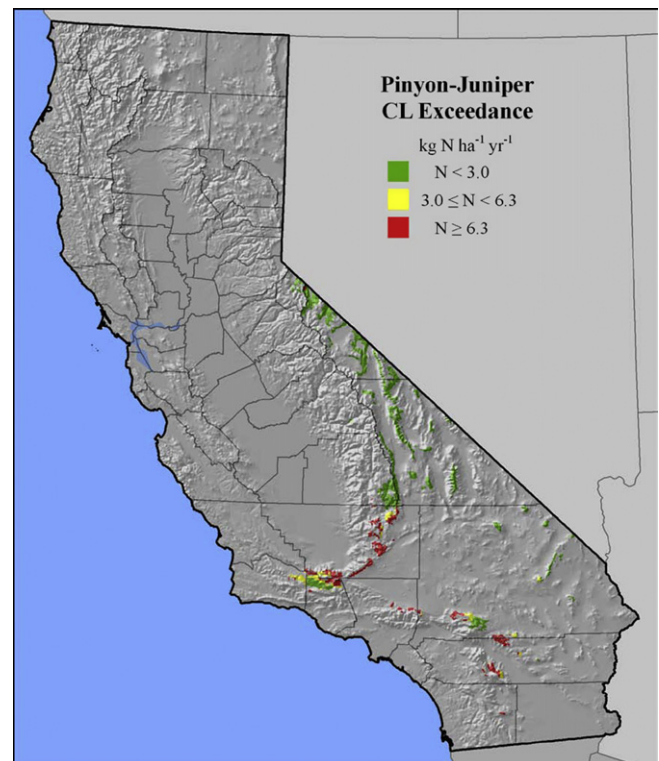 Pinyon-Juniper
CL Exceedance
kg N ha⁻¹ yr⁻¹
N < 3.0
3.0 ≤ N < 6.3
N ≥ 6.3